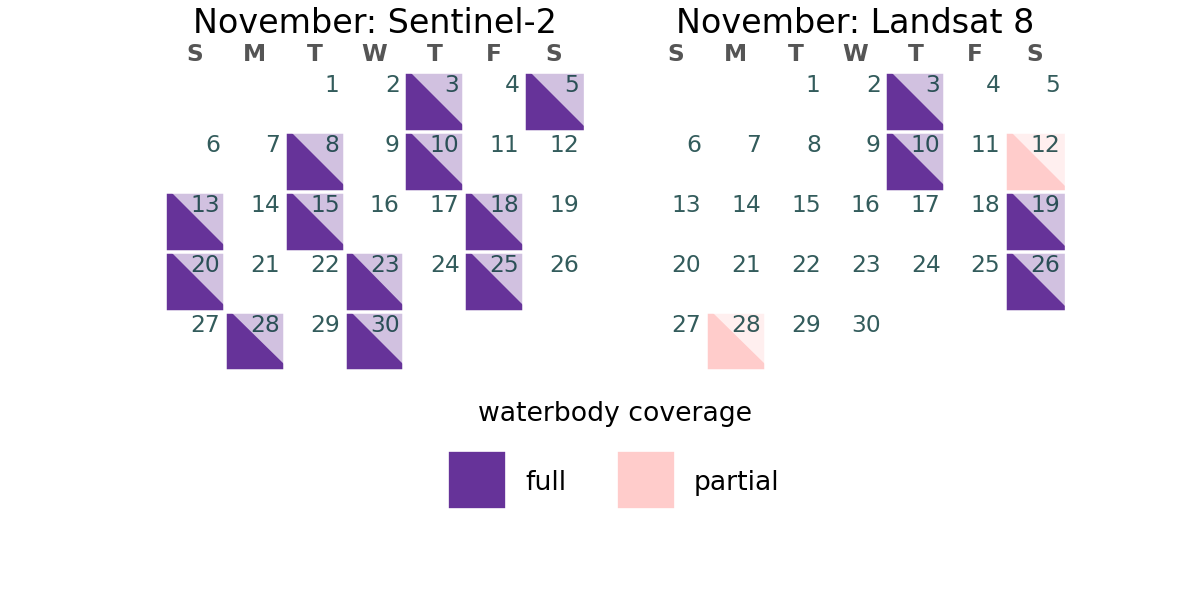 November: Sentinel-2
S M T W T F S
1 2 3 4 5
6 7 8 9 10 11 12
13 14 15 16 17 18 19
20 21 22 23 24 25 26
27 28 29 30
November: Landsat 8
S M T W T F S
1 2 3 4 5
6 7 8 9 10 11 12
13 14 15 16 17 18 19
20 21 22 23 24 25 26
27 28 29 30
waterbody coverage
full partial